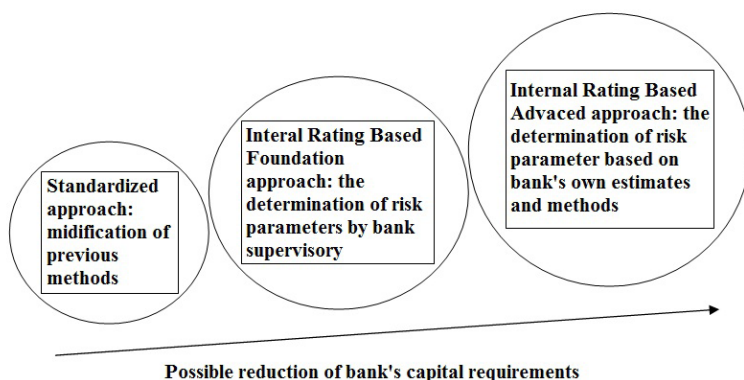 Standardized
approach:
midification of
previous
methods
Interal Rating Based
Foundation
approach: the
determination of risk
parameters by bank
supervisory
Internal Rating Based
Advaced approach: the
determination of risk
parameter based on
bank's own estimates
and methods
Possible reduction of bank's capital requirements